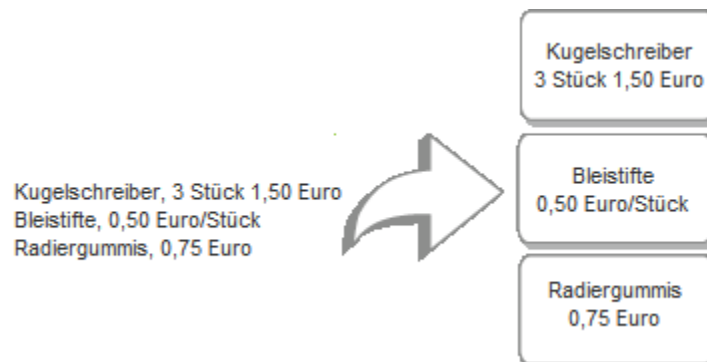 Kugelschreiber, 3 Stück 1,50 Euro
Bleistifte, 0,50 Euro/Stück
Radiergummis, 0,75 Euro
Kugelschreiber
3 Stück 1,50 Euro
Bleistifte
0,50 Euro/Stück
Radiergummis
0,75 Euro